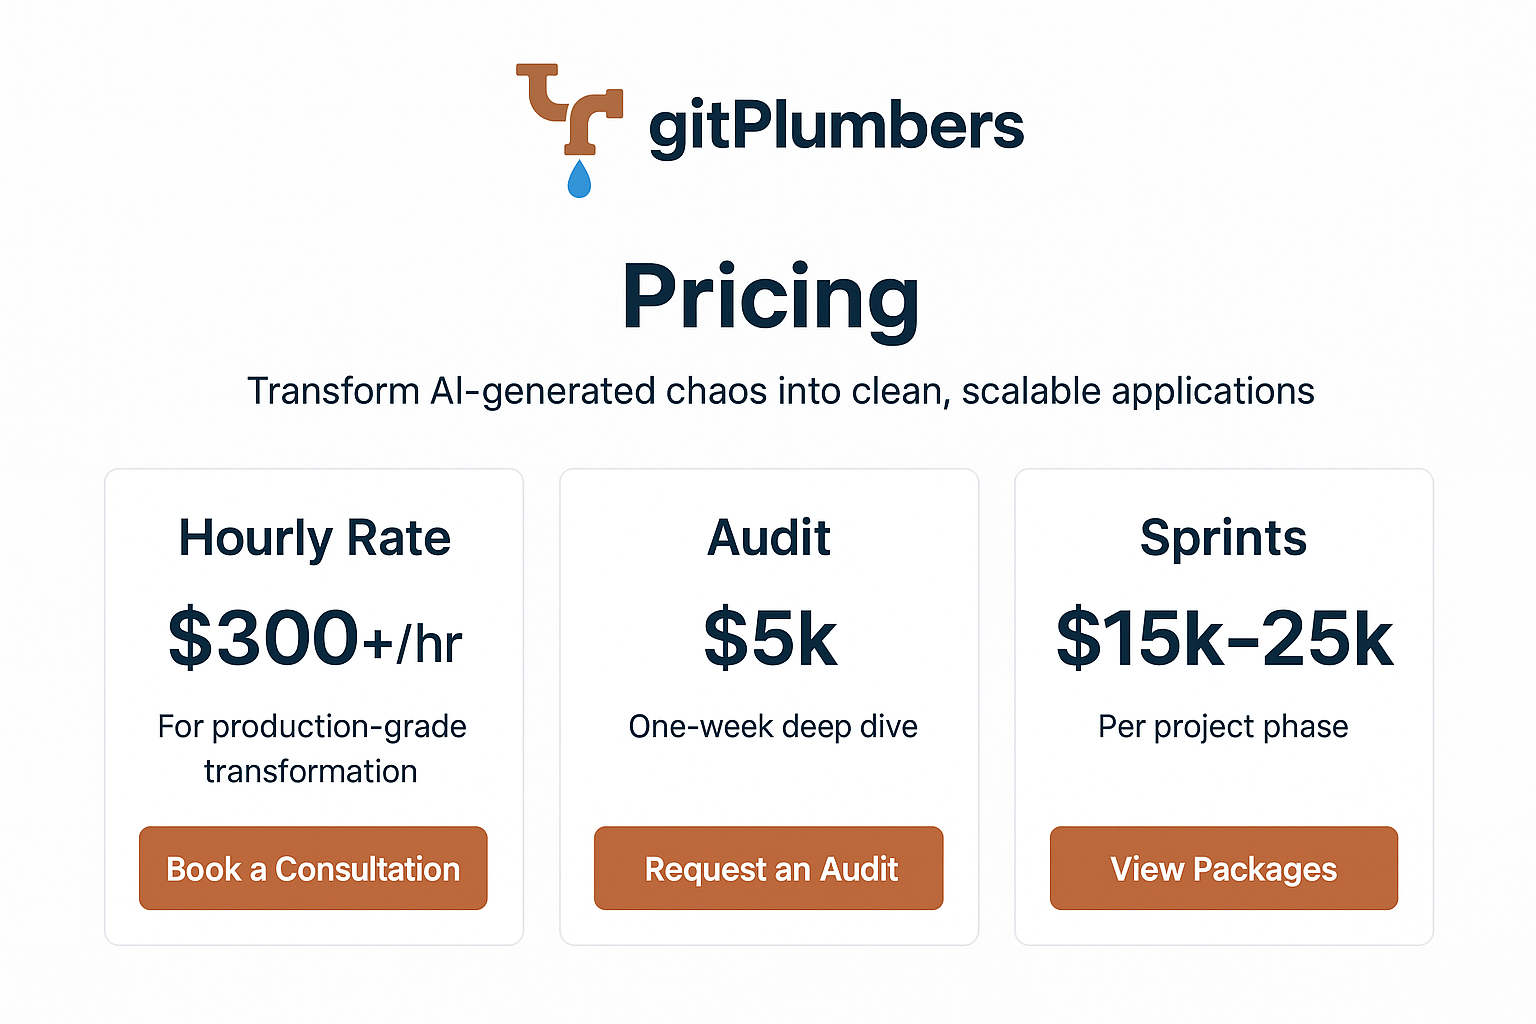 gitPlumbers
Pricing
Transform AI-generated chaos into clean, scalable applications
Hourly Rate
$300+/hr
For production-grade
transformation
Book a Consultation
Audit
$5k
One-week deep dive
Request an Audit
Sprints
$15k–25k
Per project phase
View Packages